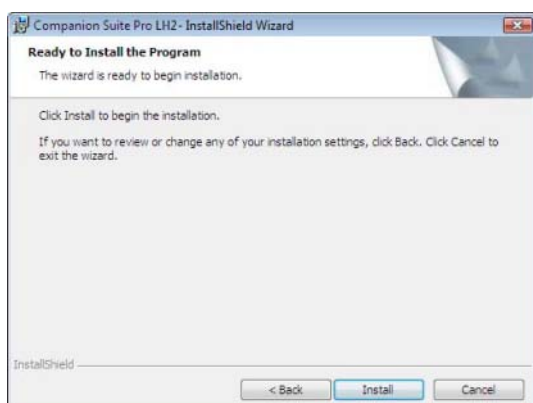 Companion Suite Pro LH2- InstallShield Wizard
Ready to Install the Program
The wizard is ready to begin installation.
Click Install to begin the installation.
If you want to review or change any of your installation settings, click Back. Click Cancel to
exit the wizard.
InstallShield
< Back Install Cancel